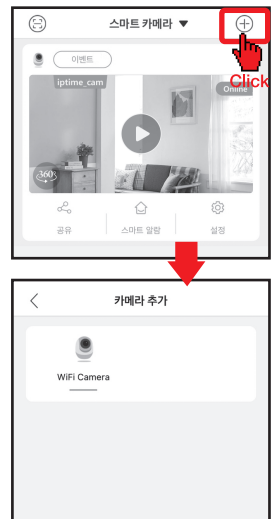 스마트 카메라 ▼
이벤트
iptime_cam
Online
Click
360°
공유
스마트 알람
설정
카메라 추가
WiFi Camera